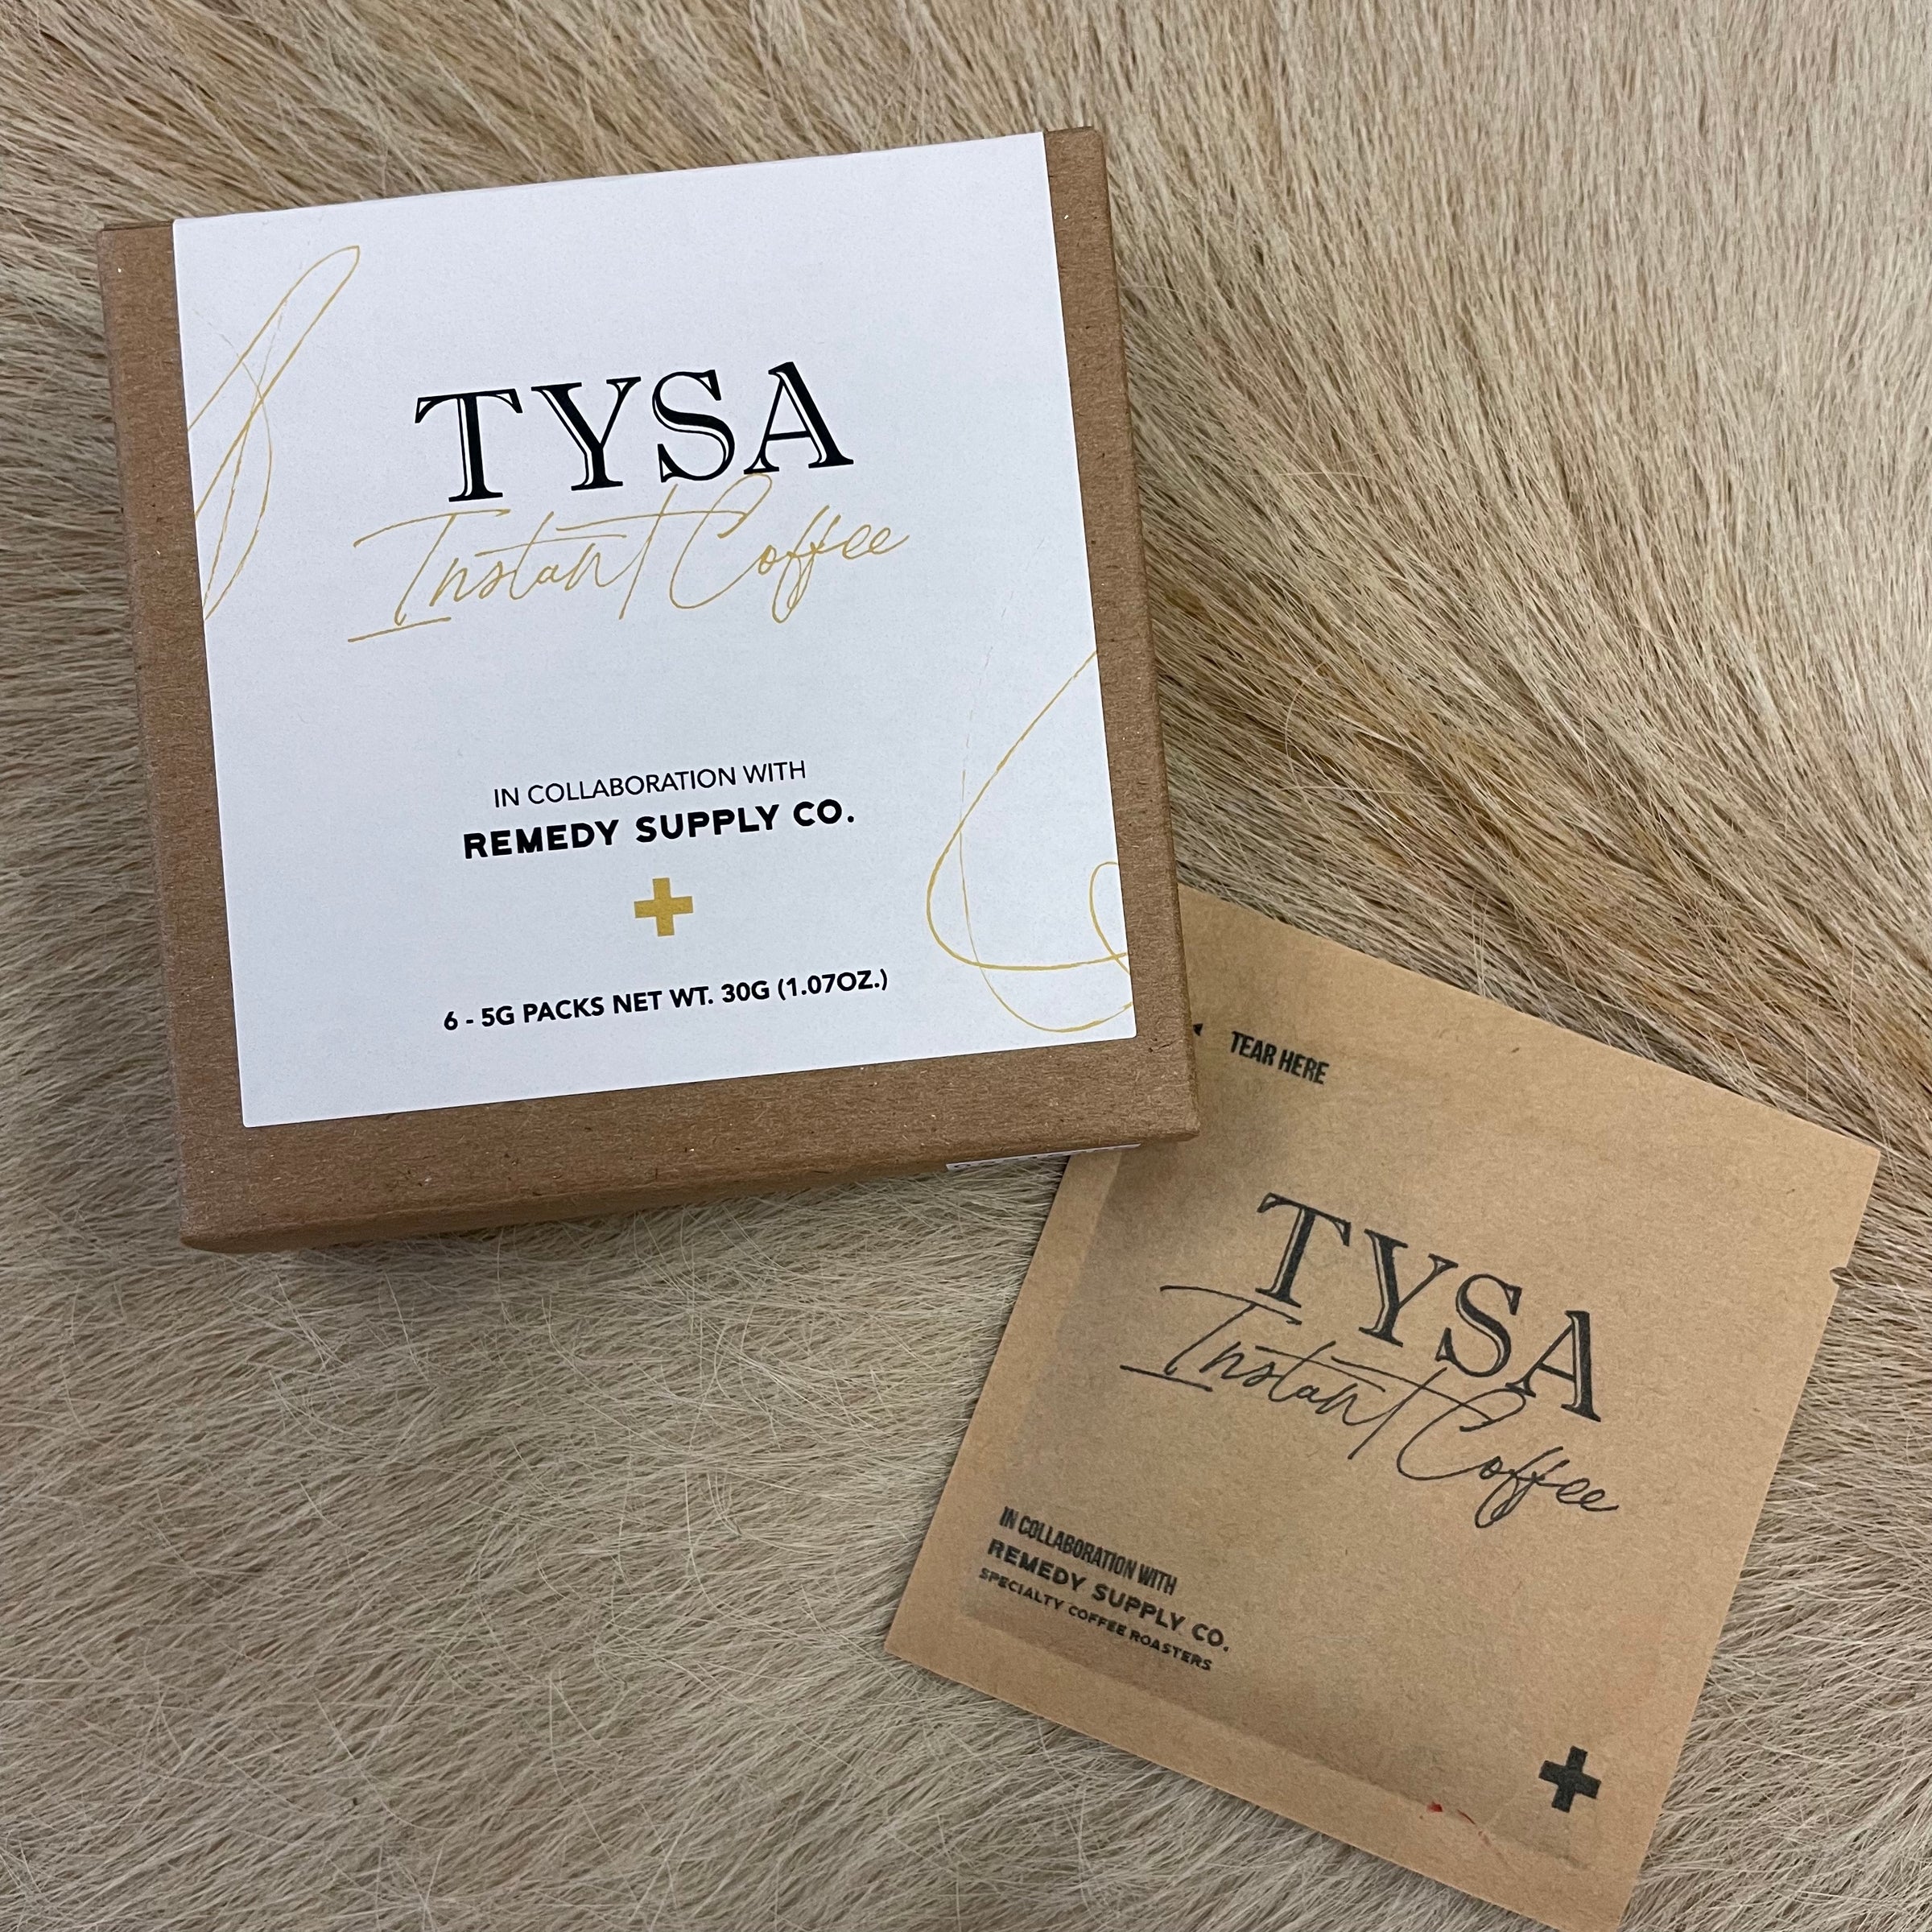 TYSA
Instant Coffee
IN COLLABORATION WITH
REMEDY SUPPLY CO.
6 - 5G PACKS NET WT. 30G (1.07OZ.)
TEAR HERE
TYSA
Instant Coffee
IN COLLABORATION WITH
REMEDY SUPPLY CO.
SPECIALTY COFFEE ROASTERS